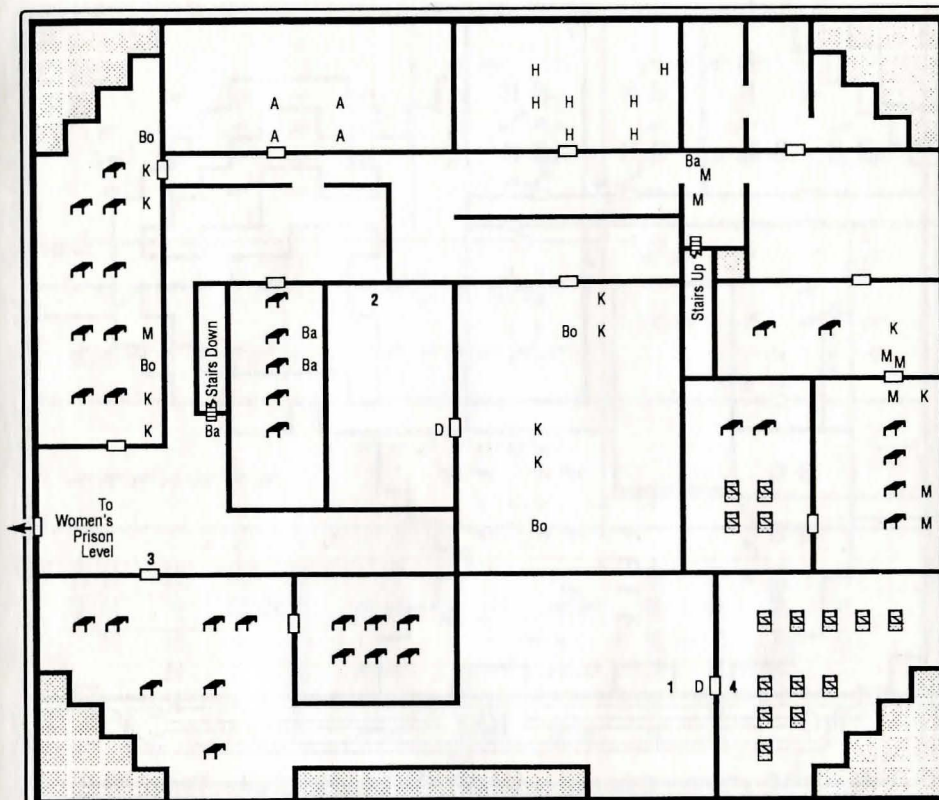 H H
A A H H H
A A H H
Bo
Ba
K M
K M
Stairs Up
2 K
Stairs Down Bo K K
M Ba M M
Bo Ba M K
K D K
K Ba K
M
To
Women's
Prison
Level
Bo M
3
1 D 4